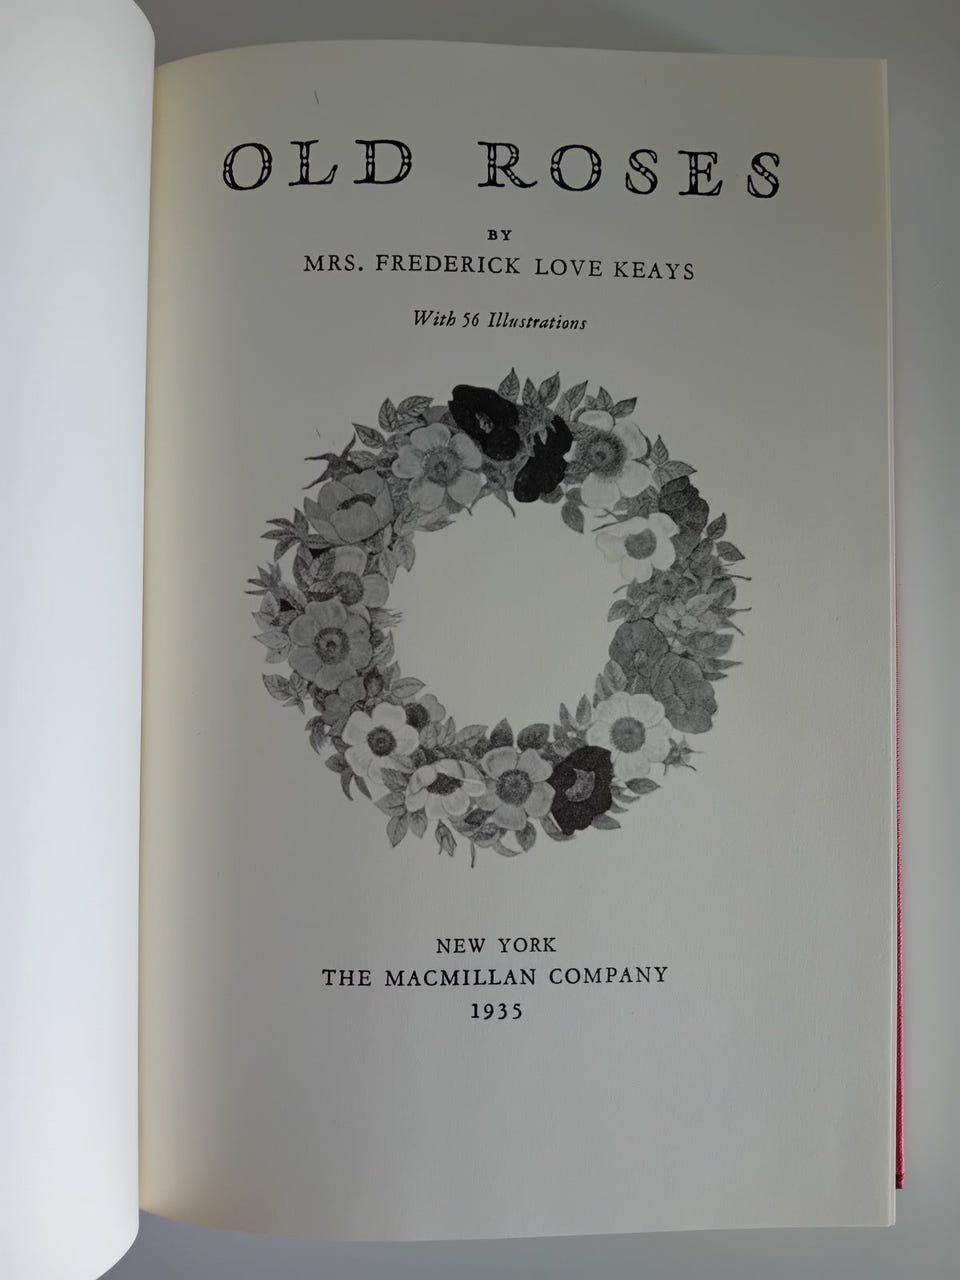 OLD ROSES
BY
MRS. FREDERICK LOVE KEAYS
With 56 Illustrations
NEW YORK
THE MACMILLAN COMPANY
1935